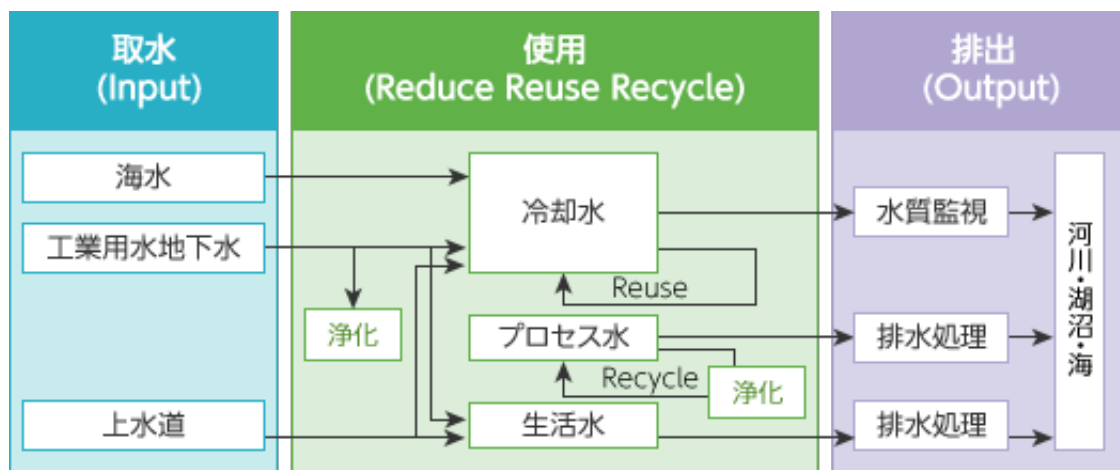 取水
(Input)
使用
(Reduce Reuse Recycle)
排出
(Output)
海水
工業用水地下水
上水道
浄化
冷却水
Reuse
プロセス水
Recycle
浄化
生活水
水質監視
排水処理
排水処理
河川・湖沼・海